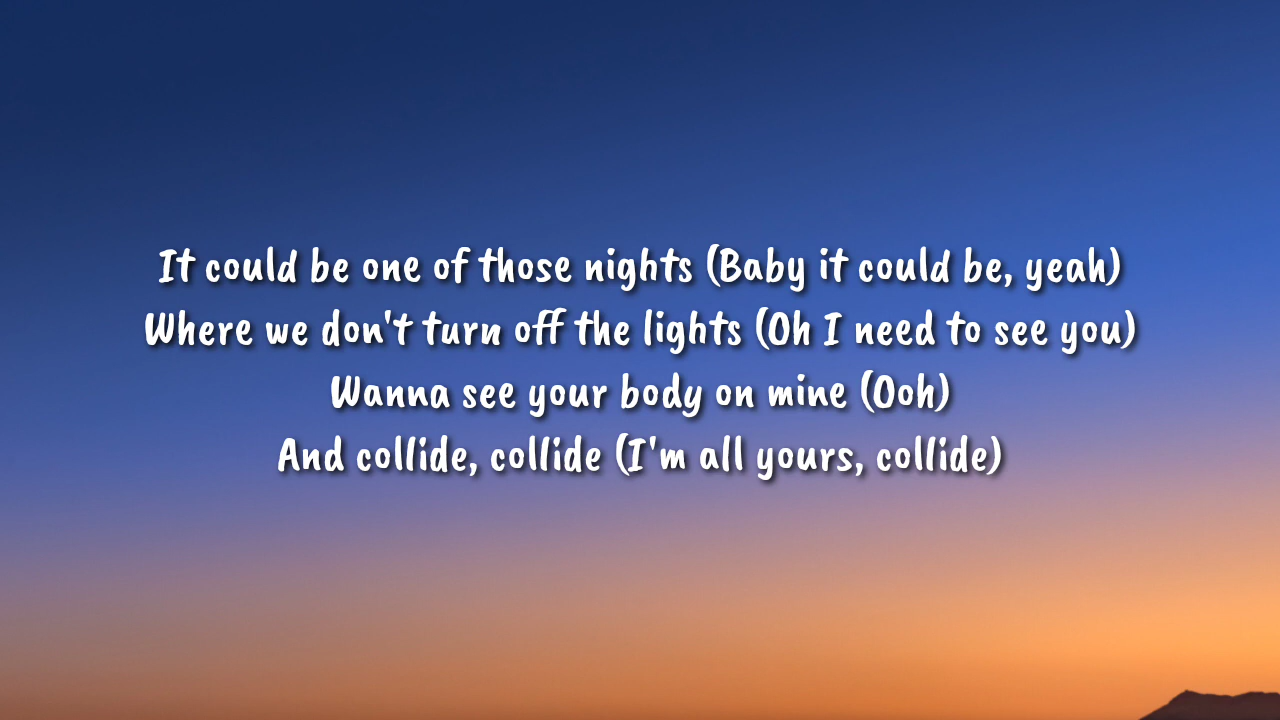 It could be one of those nights (Baby it could be, yeah)
Where we don't turn off the lights (Oh I need to see you)
Wanna see your body on mine (Ooh)
And collide, collide (I'm all yours, collide)